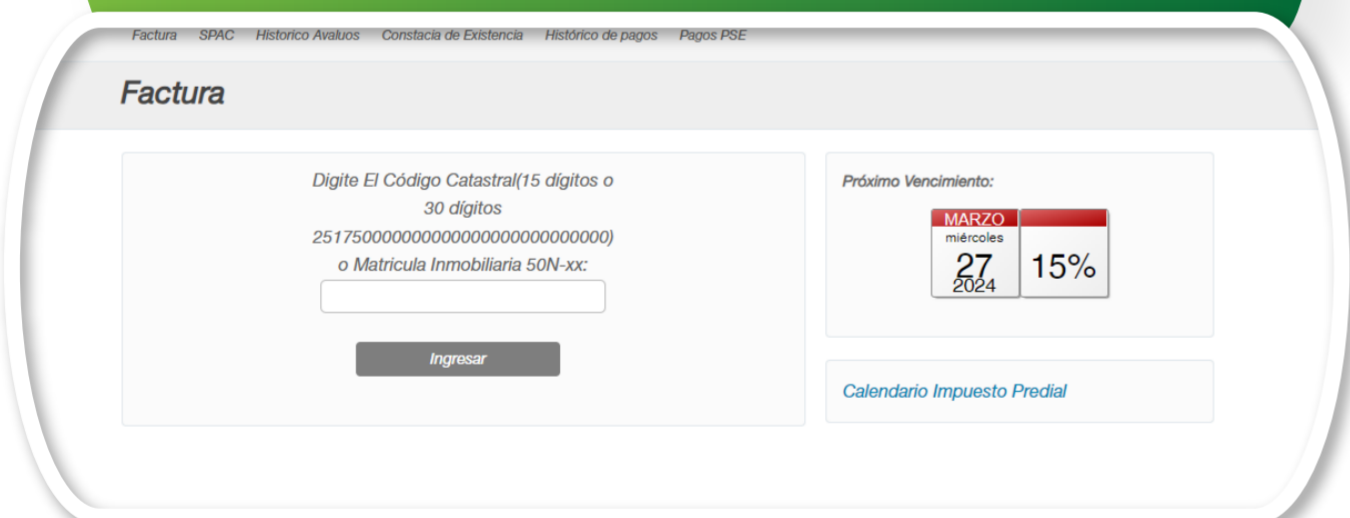 Factura SPAC Historico Avaluos Constacia de Existencia Histórico de pagos Pagos PSE
Factura
Digite El Código Catastral(15 dígitos o
30 dígitos
251750000000000000000000000000)
o Matricula Inmobiliaria 50N-xx:
Ingresar
Próximo Vencimiento:
MARZO
miércoles
27
2024
15%
Calendario Impuesto Predial